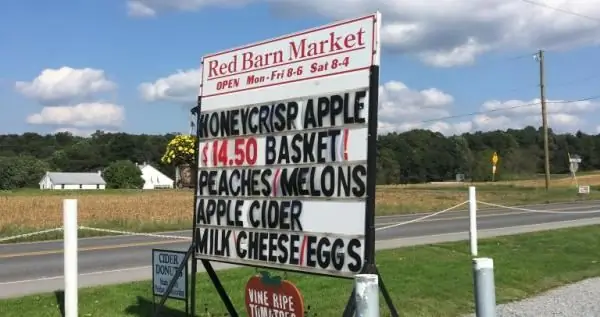 Red Barn Market
OPEN Mon-Fri 8-6 Sat 8-4
HONEYCRISP APPLE
$14.50 BASKET!
PEACHES/MELONS
APPLE CIDER
MILK/CHEESE/EGGS
CIDER
DONUTS
VINE RIPE
TOMATOES